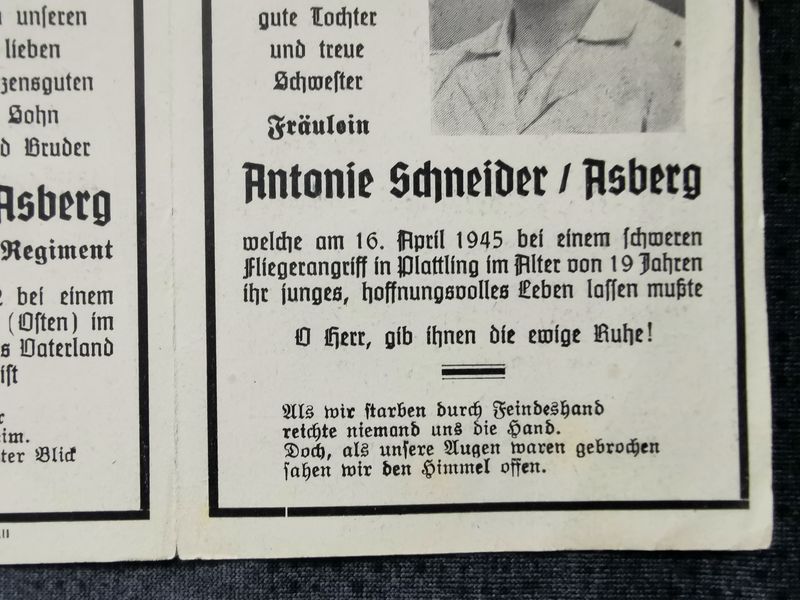 unseren
lieben
zensguten
Sohn
d Bruder
Asberg
Regiment
2 bei einem
(Osten) im
s Vaterland
ist
r
eim.
ter Blick
gute Tochter
und treue
Schwester
Fräulein
Antonie Schneider / Asberg
welche am 16. April 1945 bei einem schweren
Fliegerangriff in Plattling im Alter von 19 Jahren
ihr junges, hoffnungsvolles Leben lassen mußte
O Herr, gib ihnen die ewige Ruhe!
Als wir starben durch Feindeshand
reichte niemand uns die Hand.
Doch, als unsere Augen waren gebrochen
sahen wir den Himmel offen.